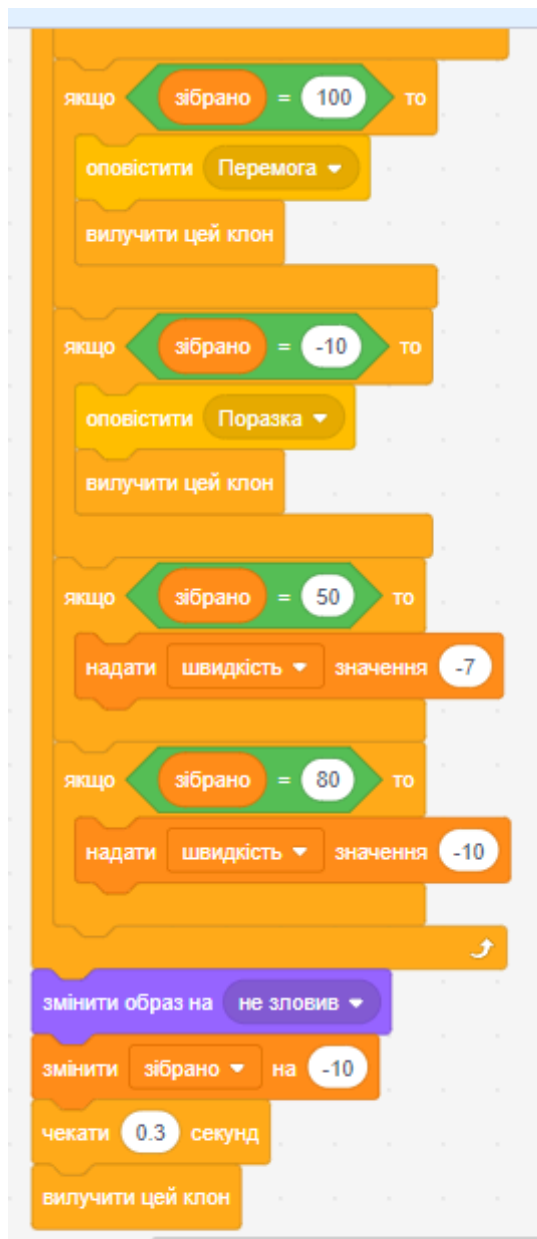 якщо зібрано = 100 то
оповістити Перемога
вилучити цей клон
якщо зібрано = -10 то
оповістити Поразка
вилучити цей клон
якщо зібрано = 50 то
надати швидкість значення -7
якщо зібрано = 80 то
надати швидкість значення -10
змінити образ на не зловив
змінити зібрано на -10
чекати 0.3 секунд
вилучити цей клон